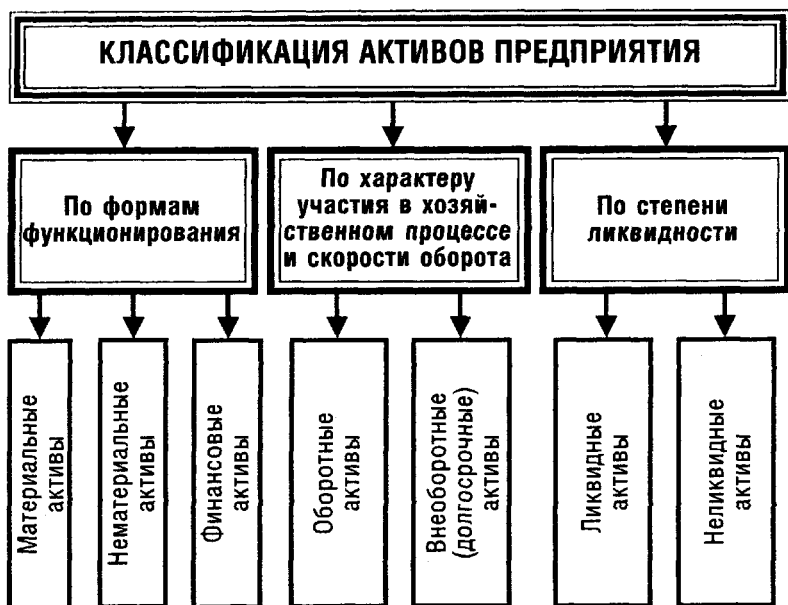 КЛАССИФИКАЦИЯ АКТИВОВ ПРЕДПРИЯТИЯ
По формам
функционирования
По характеру
участия в хозяй-
ственном процессе
и скорости оборота
По степени
ликвидности
Материальные
активы
Нематериальные
активы
Финансовые
активы
Оборотные
активы
Внеоборотные
(долгосрочные)
активы
Ликвидные
активы
Неликвидные
активы